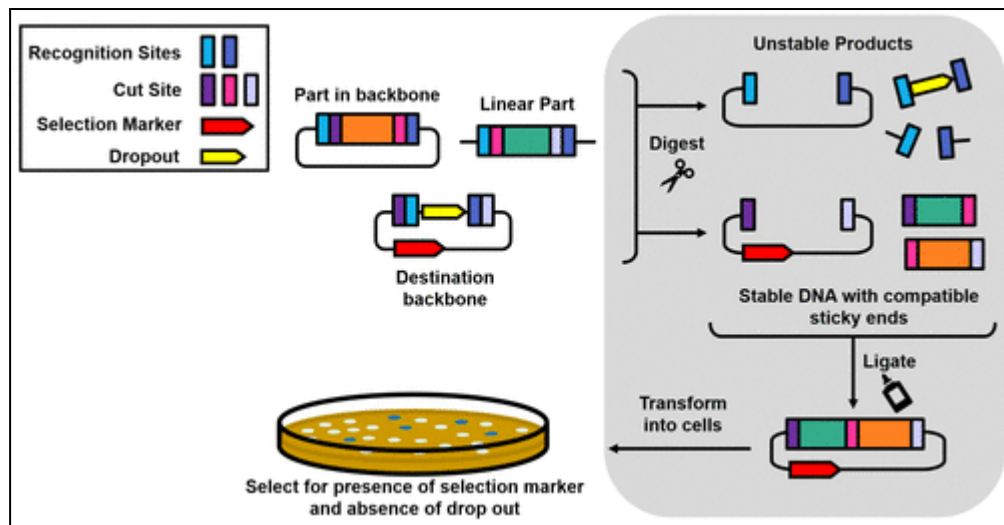 Recognition Sites
Cut Site
Selection Marker
Dropout
Part in backbone
Linear Part
Destination
backbone
Digest
Unstable Products
Stable DNA with compatible
sticky ends
Ligate
Transform
into cells
Select for presence of selection marker
and absence of drop out